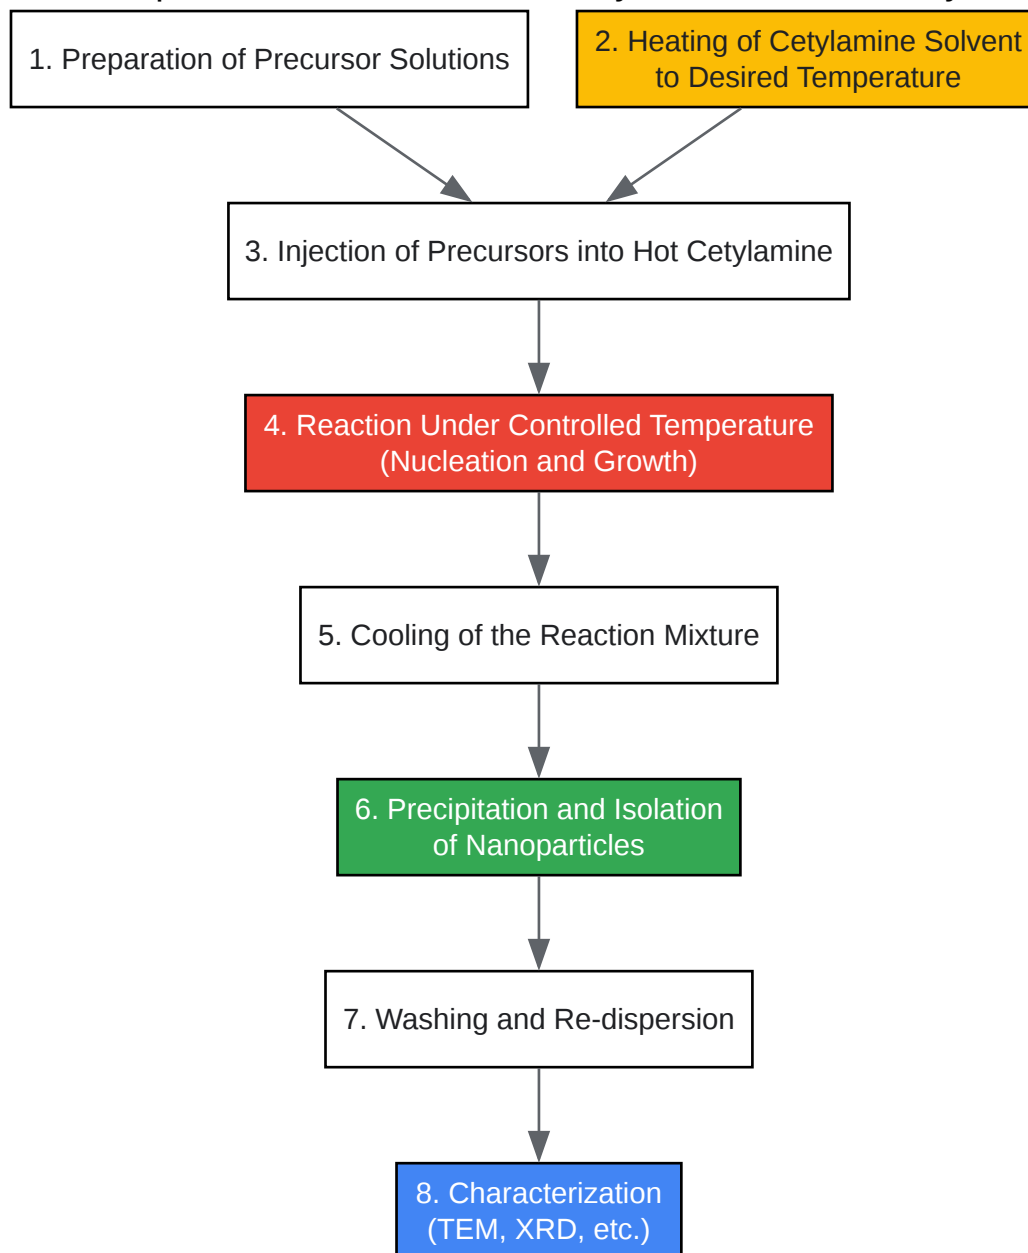 1. Preparation of Precursor Solutions
2. Heating of Cetylamine Solvent
to Desired Temperature
3. Injection of Precursors into Hot Cetylamine
4. Reaction Under Controlled Temperature
(Nucleation and Growth)
5. Cooling of the Reaction Mixture
6. Precipitation and Isolation
of Nanoparticles
7. Washing and Re-dispersion
8. Characterization
(TEM, XRD, etc.)